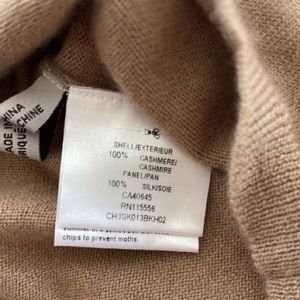 MADE IN CHINA
FABRIQUÉ EN CHINE
SHELL/EXTERIEUR
100% CASHMERE/
CASHMIRE
PANEL/PAN
100% SILK/SOIE
CA40645
RN115556
CH3SK013BKH02
chips to prevent moths.